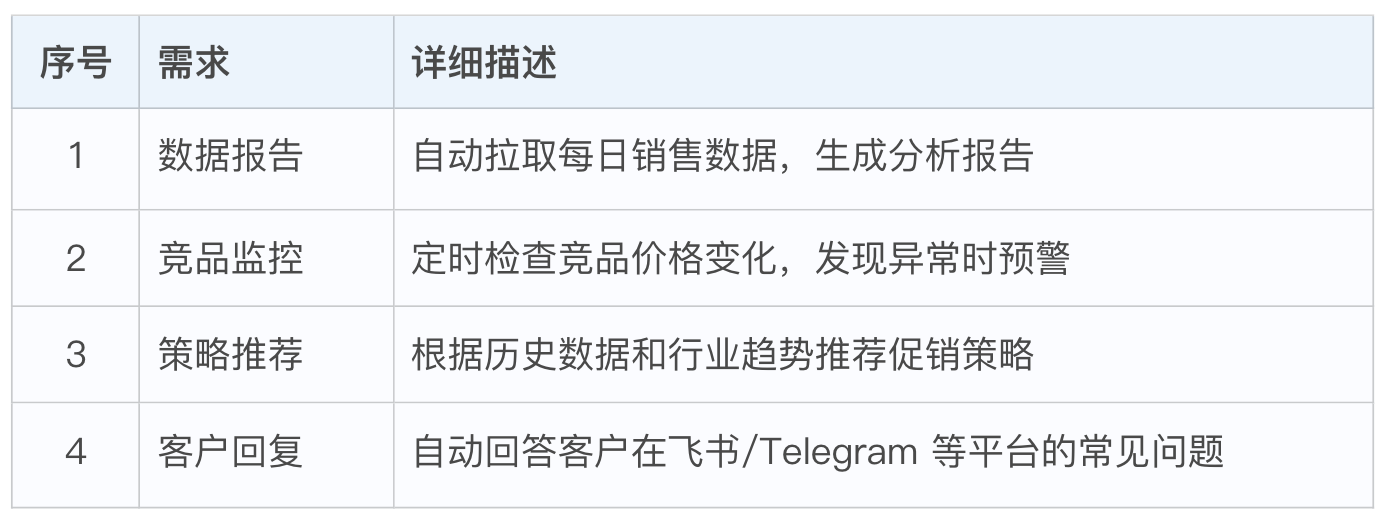 序号 需求 详细描述
1 数据报告 自动拉取每日销售数据，生成分析报告
2 竞品监控 定时检查竞品价格变化，发现异常时预警
3 策略推荐 根据历史数据和行业趋势推荐促销策略
4 客户回复 自动回答客户在飞书/Telegram 等平台的常见问题